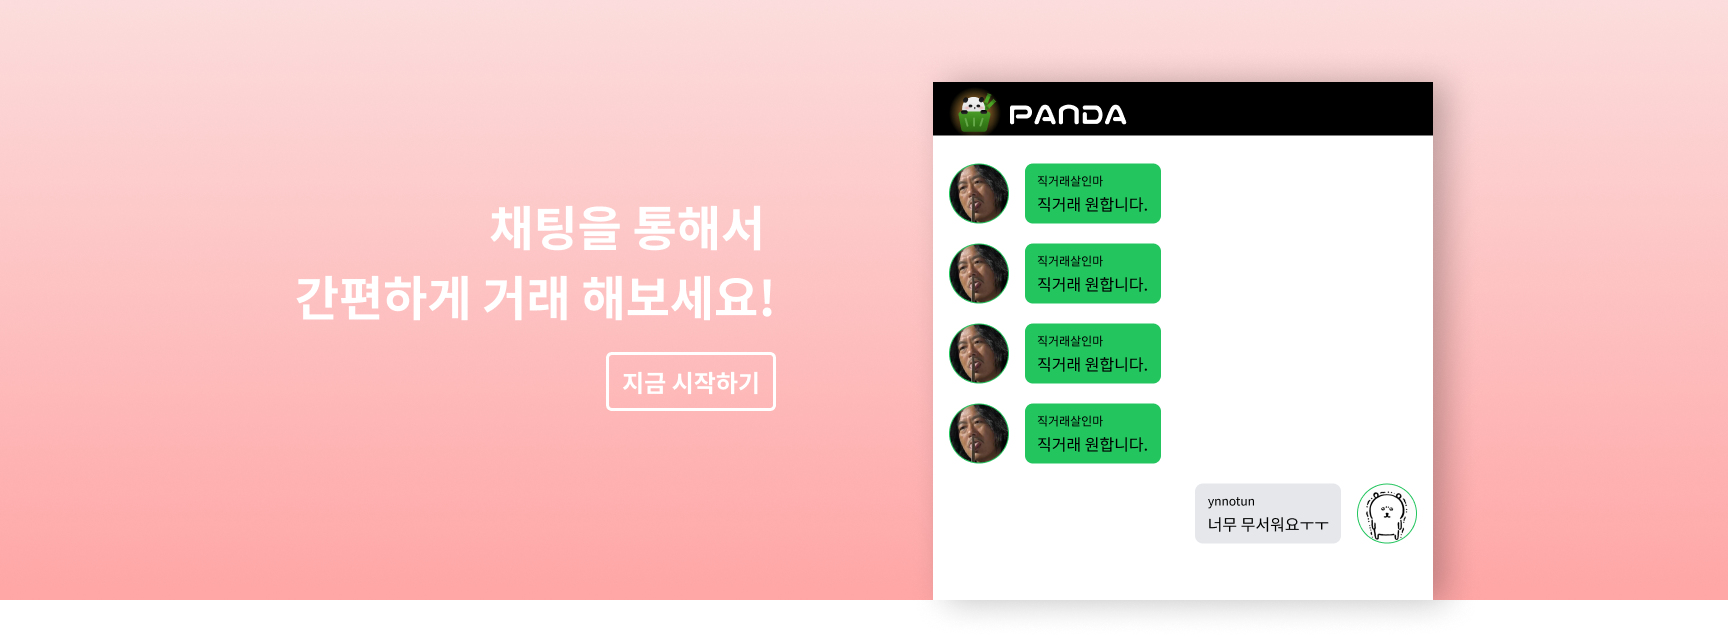 채팅을 통해서
간편하게 거래 해보세요!
지금 시작하기
PANDA
직거래살인마
직거래 원합니다.
직거래살인마
직거래 원합니다.
직거래살인마
직거래 원합니다.
직거래살인마
직거래 원합니다.
ynnotun
너무 무서워요ㅜㅜ